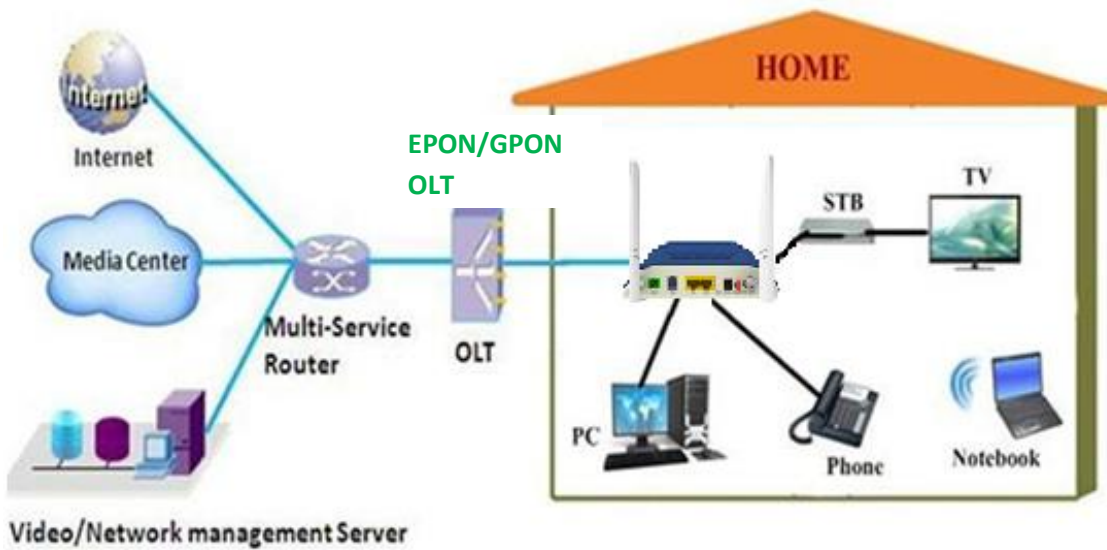 Internet
Internet
Media Center
Multi-Service
Router
Video/Network management Server
EPON/GPON
OLT
OLT
HOME
STB
TV
PC
Phone
Notebook